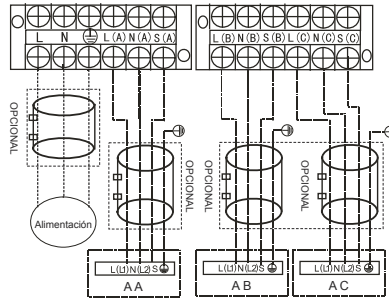 L N L (A) N (A) S (A)
L (B) N (B) S (B) L (C) N (C) S (C)
OPCIONAL
OPCIONAL
OPCIONAL
OPCIONAL
Alimentación
L(L1)N(L2) S
L(L1)N(L2) S
L(L1)N(L2) S
A A
A B
A C